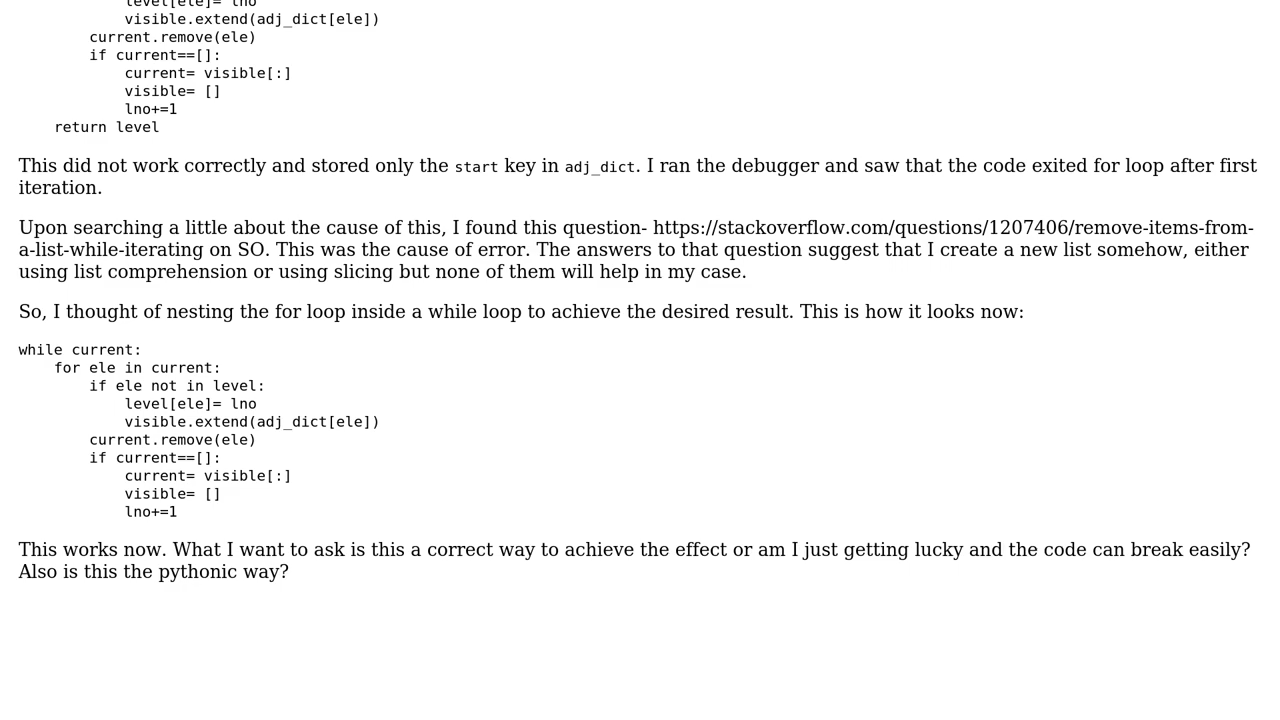 level[ele]= lno
visible.extend(adj_dict[ele])
current.remove(ele)
if current==[]:
current= visible[:]
visible= []
lno+=1
return level
This did not work correctly and stored only the start key in adj_dict. I ran the debugger and saw that the code exited for loop after first
iteration.
Upon searching a little about the cause of this, I found this question- https://stackoverflow.com/questions/1207406/remove-items-from-
a-list-while-iterating on SO. This was the cause of error. The answers to that question suggest that I create a new list somehow, either
using list comprehension or using slicing but none of them will help in my case.
So, I thought of nesting the for loop inside a while loop to achieve the desired result. This is how it looks now:
while current:
for ele in current:
if ele not in level:
level[ele]= lno
visible.extend(adj_dict[ele])
current.remove(ele)
if current==[]:
current= visible[:]
visible= []
lno+=1
This works now. What I want to ask is this a correct way to achieve the effect or am I just getting lucky and the code can break easily?
Also is this the pythonic way?